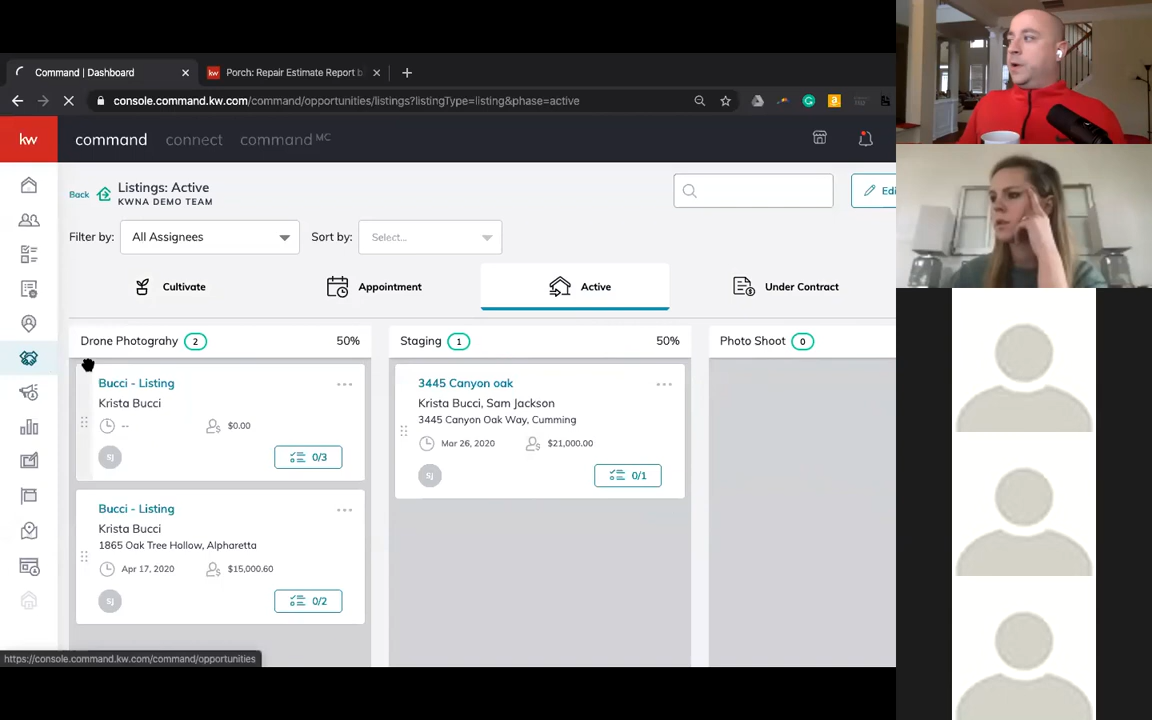 Command | Dashboard
Porch: Repair Estimate Report b
console.command.kw.com/command/opportunities/listings?listingType=listing&phase=active
kw
command
connect
command MC
Back
Listings: Active
KWNA DEMO TEAM
Edi
Filter by:
All Assignees
Sort by:
Select...
Cultivate
Appointment
Active
Under Contract
Drone Photograhy 2 50%
Staging 1 50%
Photo Shoot 0
Bucci - Listing
Krista Bucci
-- $0.00
SJ
0/3
Bucci - Listing
Krista Bucci
1865 Oak Tree Hollow, Alpharetta
Apr 17, 2020 $15,000.60
SJ
0/2
3445 Canyon oak
Krista Bucci, Sam Jackson
3445 Canyon Oak Way, Cumming
Mar 26, 2020 $21,000.00
SJ
0/1
https://console.command.kw.com/command/opportunities